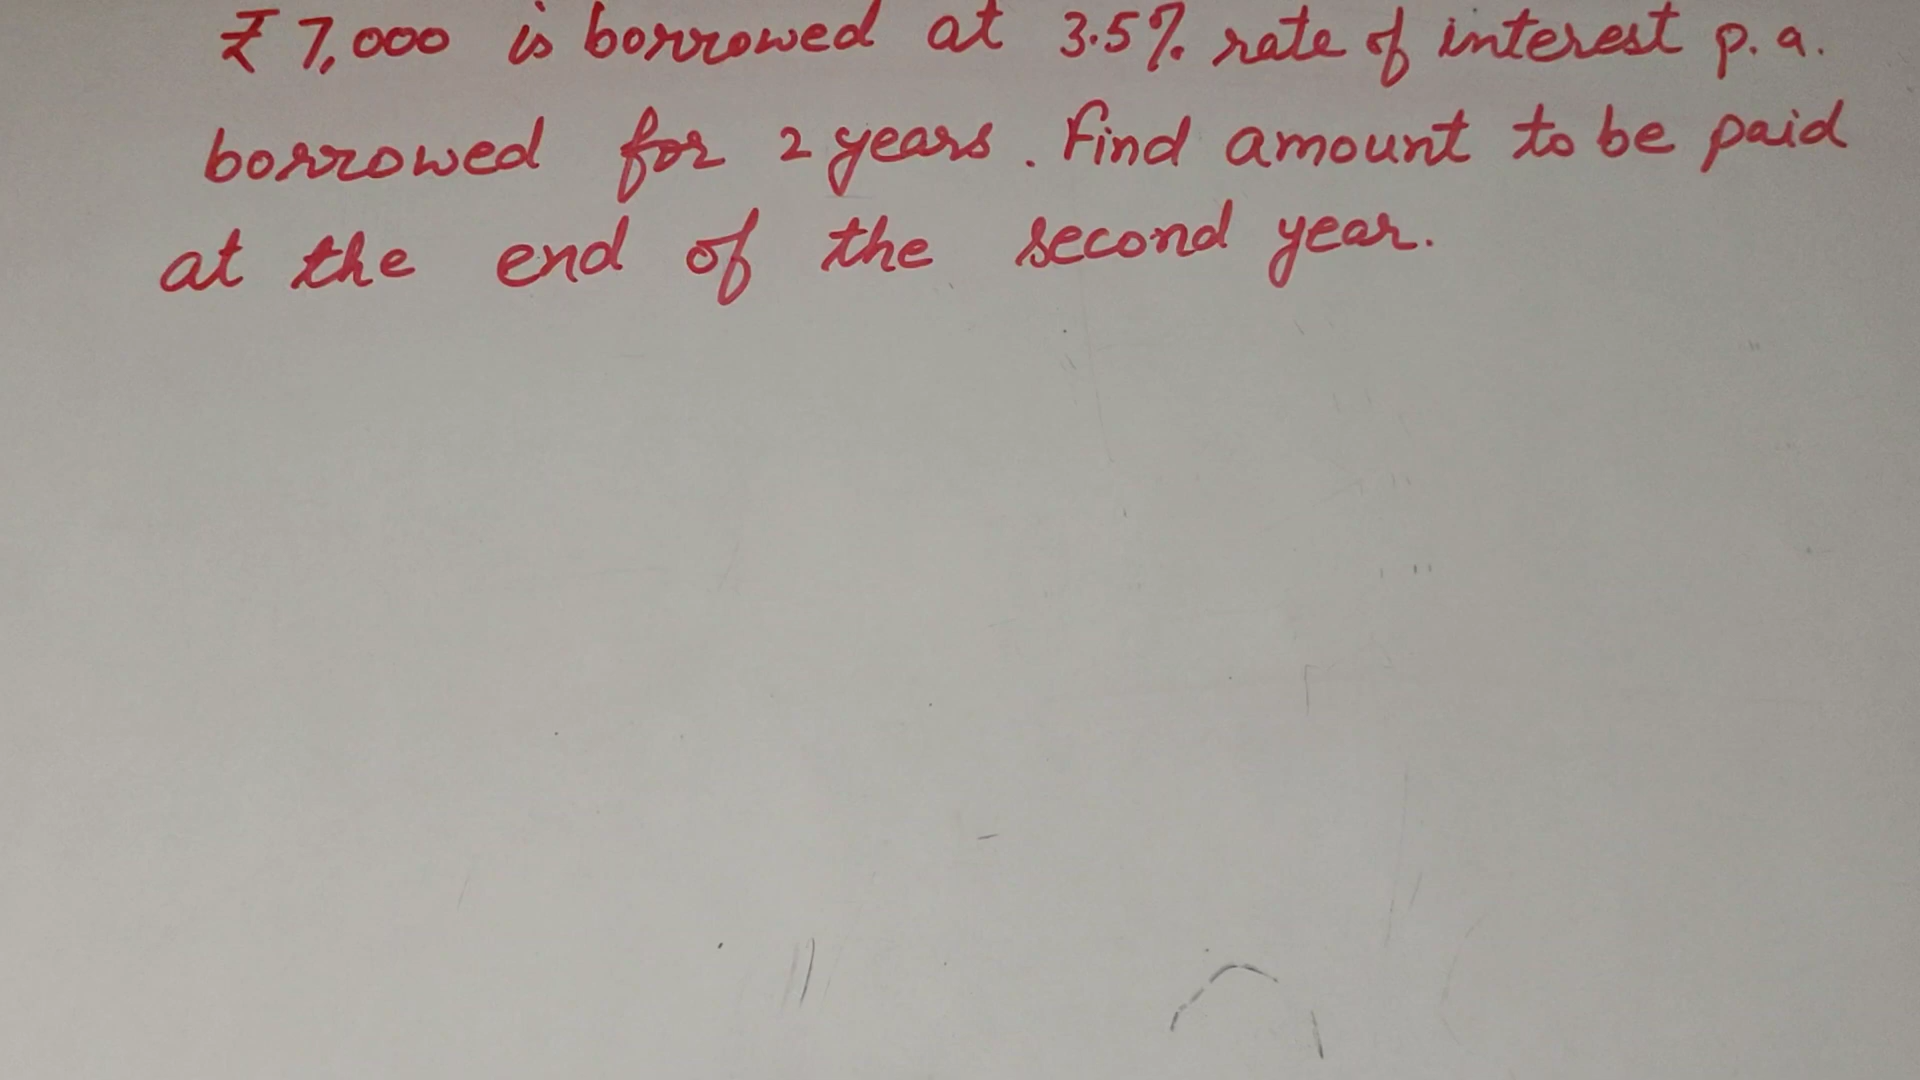 ₹ 7,000 is borrowed at 3.5% rate of interest p.a.
borrowed for 2 years. Find amount to be paid
at the end of the second year.